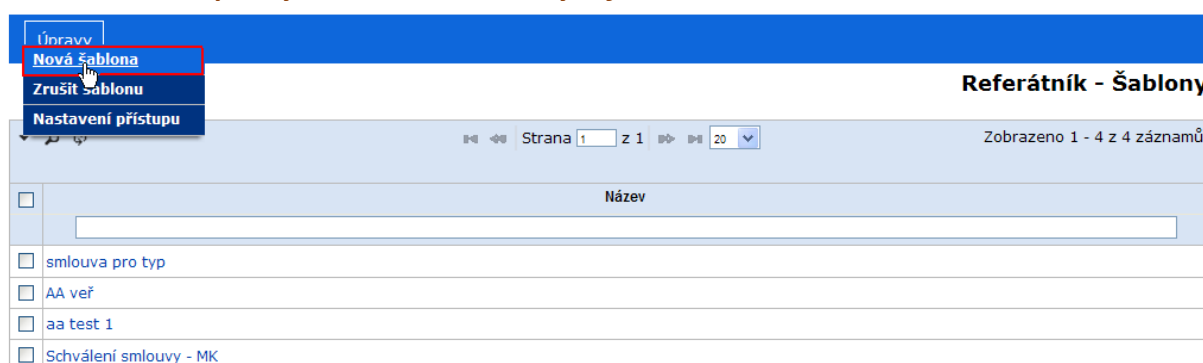 Úpravy
Nová šablona
Zrušit šablonu
Nastavení přístupu
Referátník - Šablony
Strana 1 z 1 20
Zobrazeno 1 - 4 z 4 záznamů
Název
smlouva pro typ
AA veř
aa test 1
Schválení smlouvy - MK